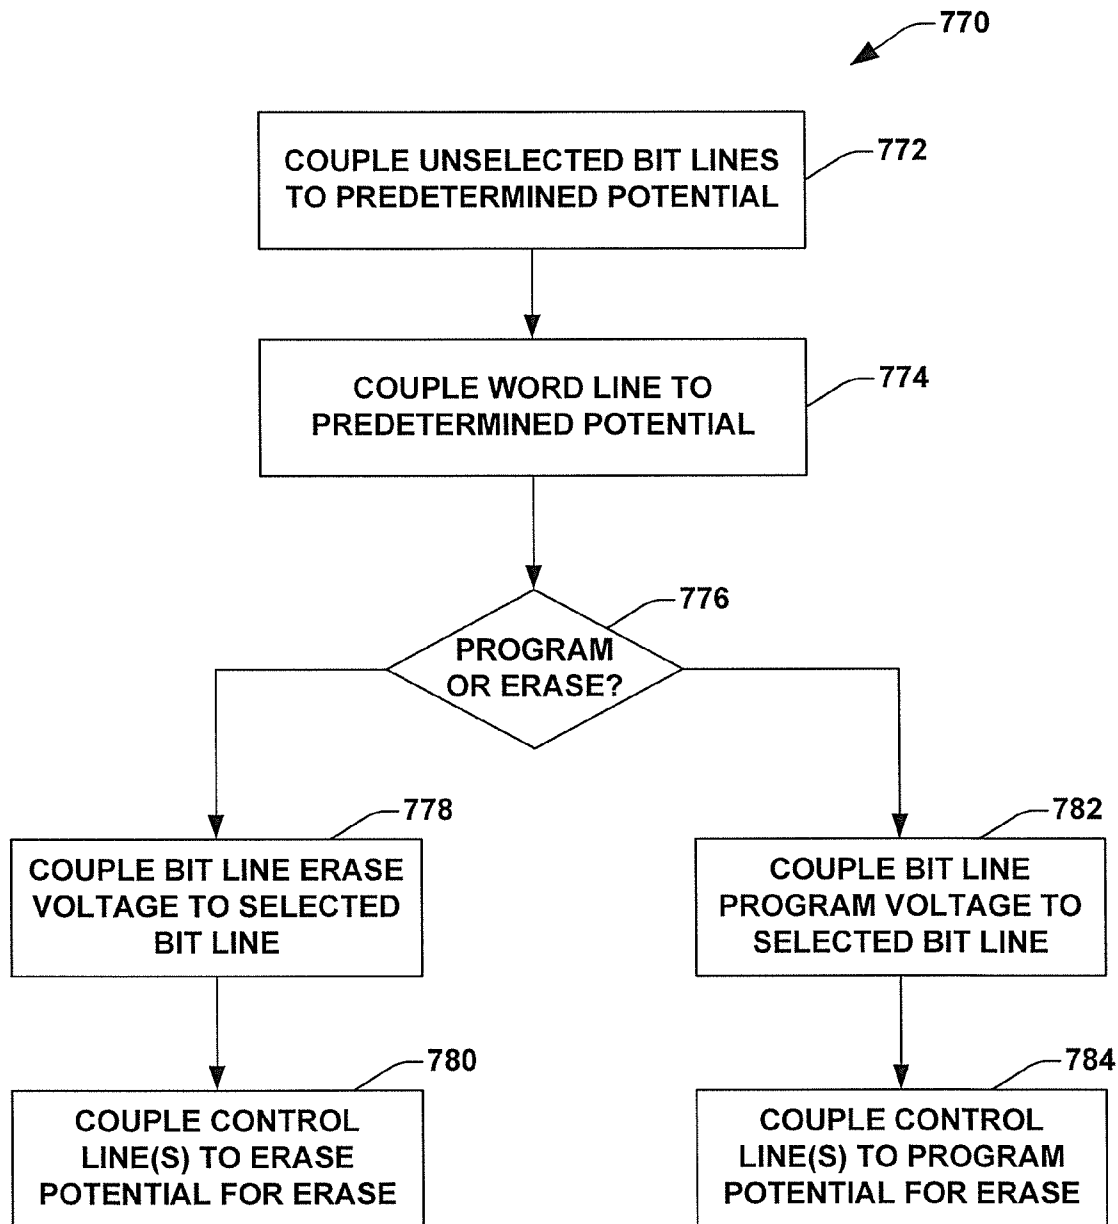 770
COUPLE UNSELECTED BIT LINES
TO PREDETERMINED POTENTIAL
772
COUPLE WORD LINE TO
PREDETERMINED POTENTIAL
774
776
PROGRAM
OR ERASE?
778
COUPLE BIT LINE ERASE
VOLTAGE TO SELECTED
BIT LINE
782
COUPLE BIT LINE
PROGRAM VOLTAGE TO
SELECTED BIT LINE
780
COUPLE CONTROL
LINE(S) TO ERASE
POTENTIAL FOR ERASE
784
COUPLE CONTROL
LINE(S) TO PROGRAM
POTENTIAL FOR ERASE